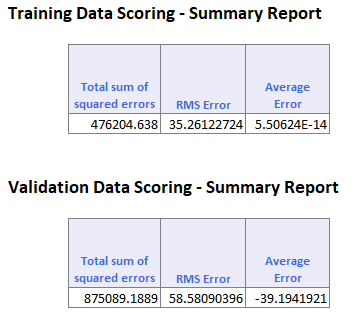 Training Data Scoring - Summary Report
Total sum of squared errors RMS Error Average Error
476204.638 35.26122724 5.50624E-14
Validation Data Scoring - Summary Report
Total sum of squared errors RMS Error Average Error
875089.1889 58.58090396 -39.1941921